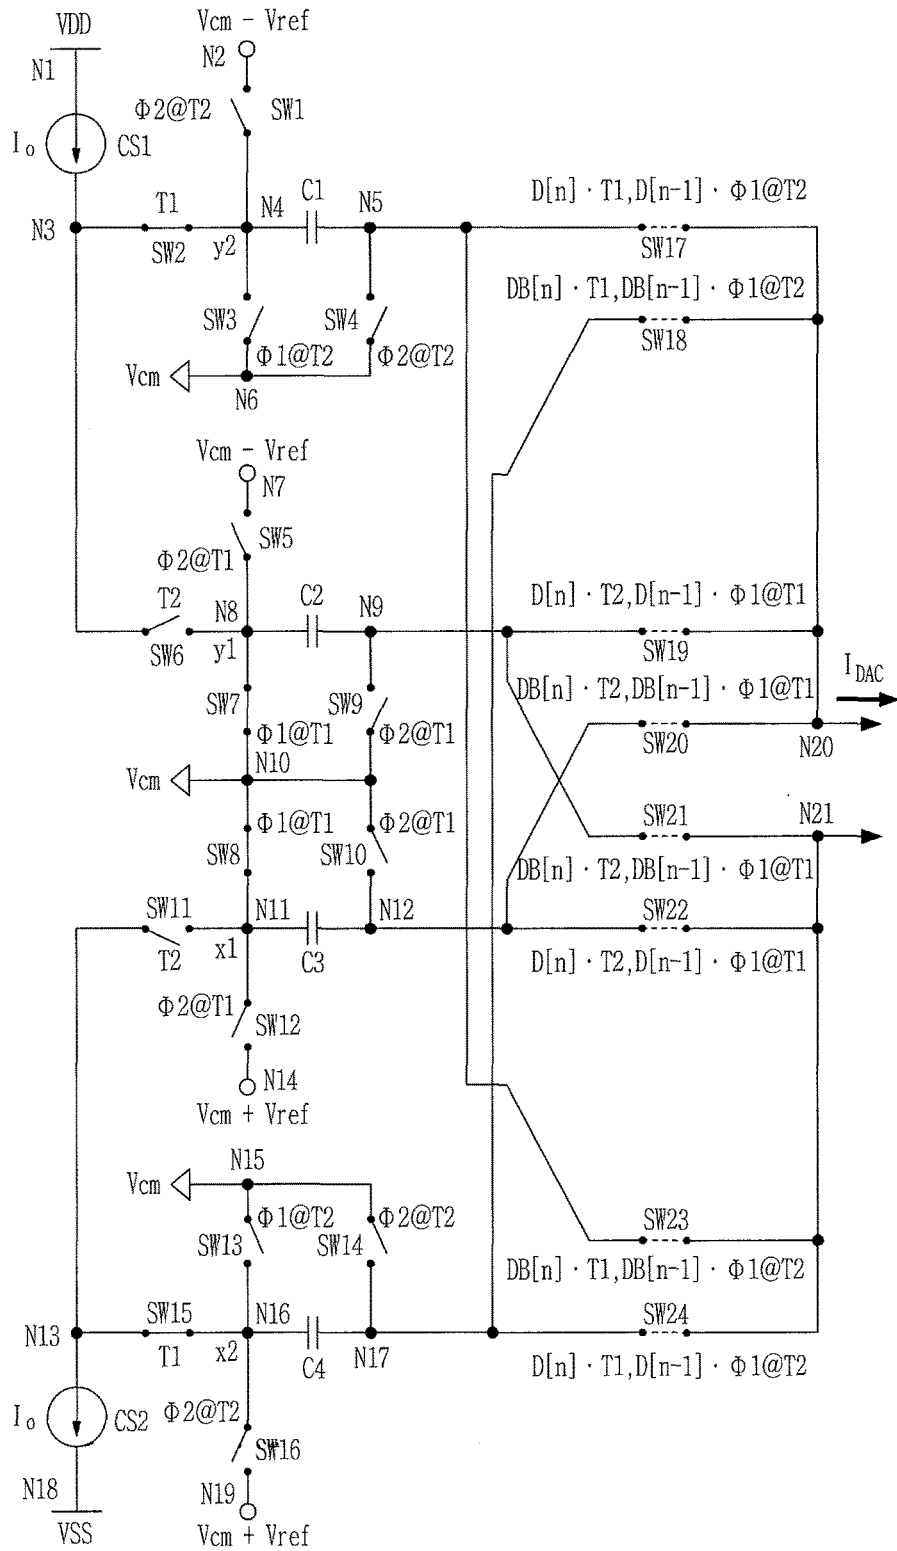 VDD
Vcm - Vref
N1
N2
Φ2@T2
SW1
I₀
CS1
C1
D[n] · T1,D[n-1] · Φ1@T2
T1
N4
N5
N3
SW2
y2
SW17
DB[n] · T1,DB[n-1] · Φ1@T2
SW3
SW4
SW18
Φ1@T2
Φ2@T2
Vcm
N6
Vcm - Vref
N7
SW5
Φ2@T1
T2
N8
C2
N9
D[n] · T2,D[n-1] · Φ1@T1
SW6
y1
SW19
I_DAC
SW7
SW9
DB[n] · T2,DB[n-1] · Φ1@T1
Φ1@T1
Φ2@T1
SW20
N20
N10
Vcm
Φ1@T1
Φ2@T1
SW21
N21
SW8
SW10
DB[n] · T2,DB[n-1] · Φ1@T1
SW11
N11
N12
SW22
T2
x1
C3
D[n] · T2,D[n-1] · Φ1@T1
Φ2@T1
SW12
N14
Vcm + Vref
N15
Vcm
Φ1@T2
Φ2@T2
SW23
SW13
SW14
DB[n] · T1,DB[n-1] · Φ1@T2
SW15
N16
SW24
N13
T1
x2
C4
N17
D[n] · T1,D[n-1] · Φ1@T2
I₀
CS2
Φ2@T2
SW16
N18
N19
VSS
Vcm + Vref